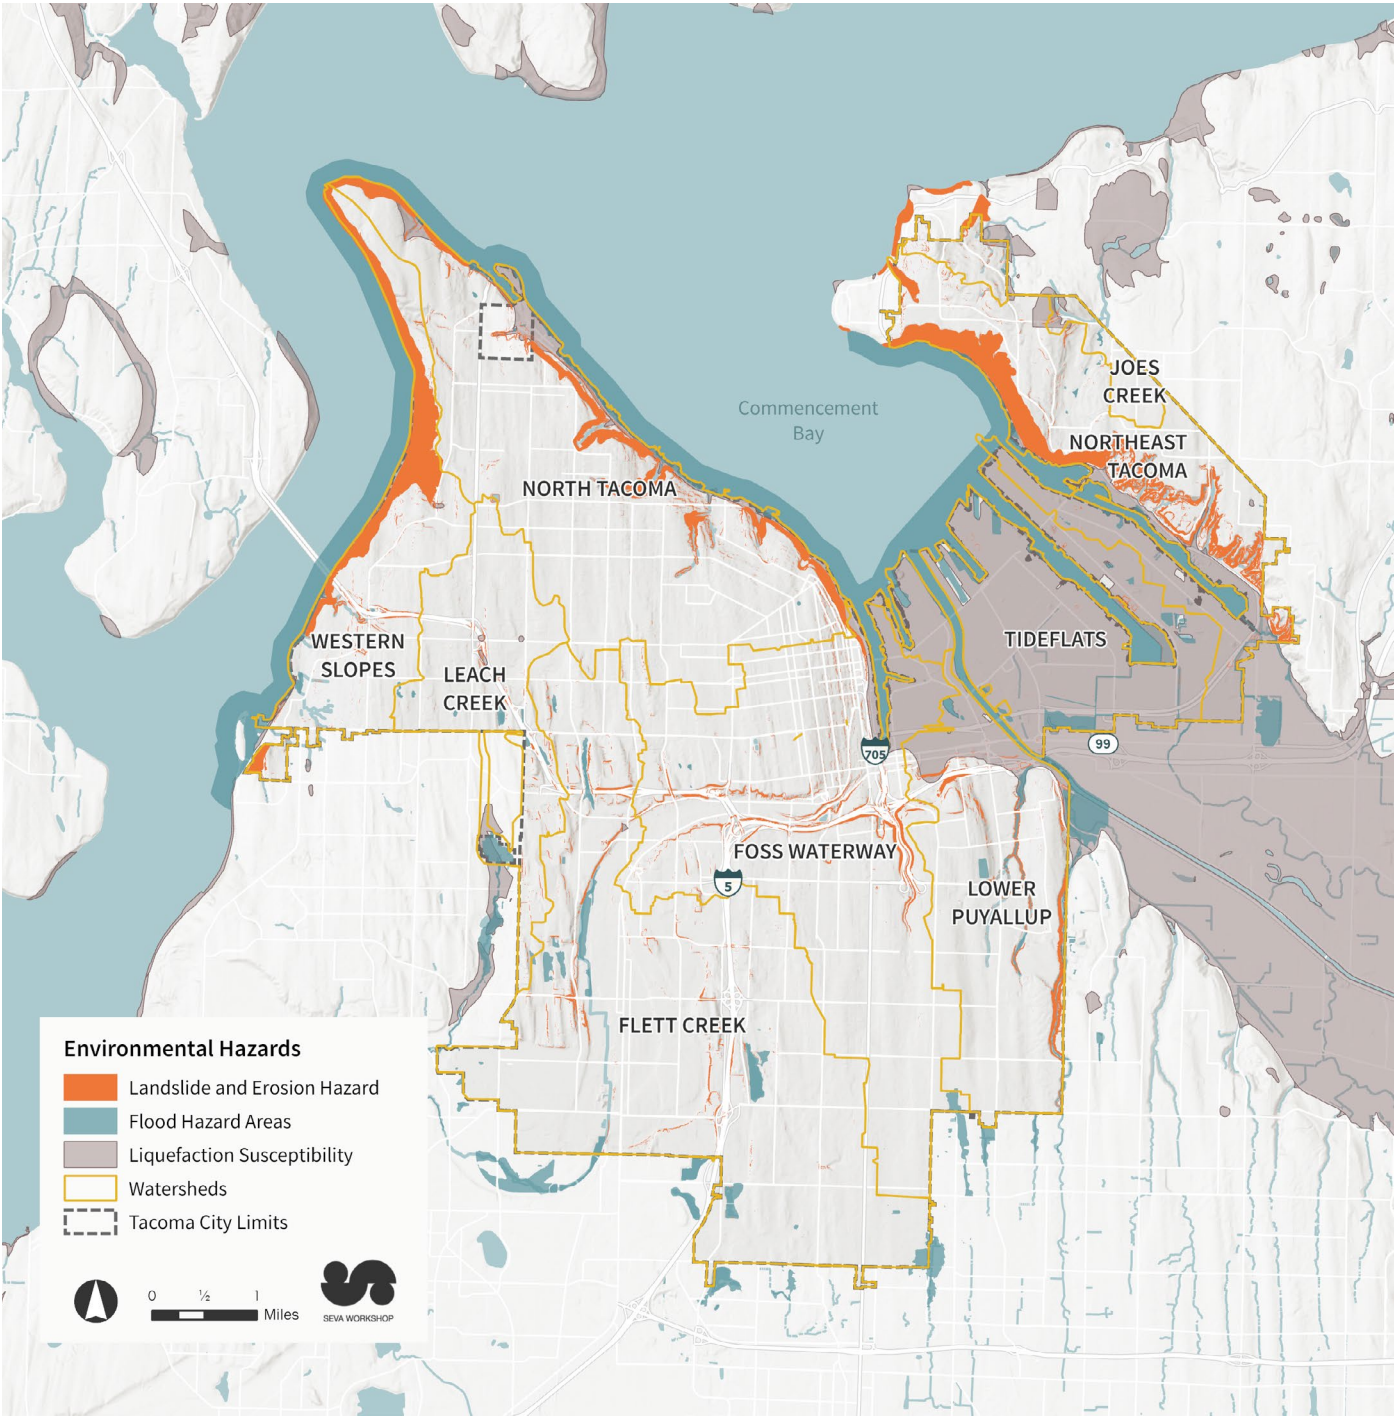 Commencement
Bay
JOES
CREEK
NORTHEAST
TACOMA
NORTH TACOMA
TIDEFLATS
WESTERN
SLOPES
LEACH
CREEK
705
99
FOSS WATERWAY
5
LOWER
PUYALLUP
FLETT CREEK
Environmental Hazards
Landslide and Erosion Hazard
Flood Hazard Areas
Liquefaction Susceptibility
Watersheds
Tacoma City Limits
0 ½ 1
Miles
SEVA WORKSHOP